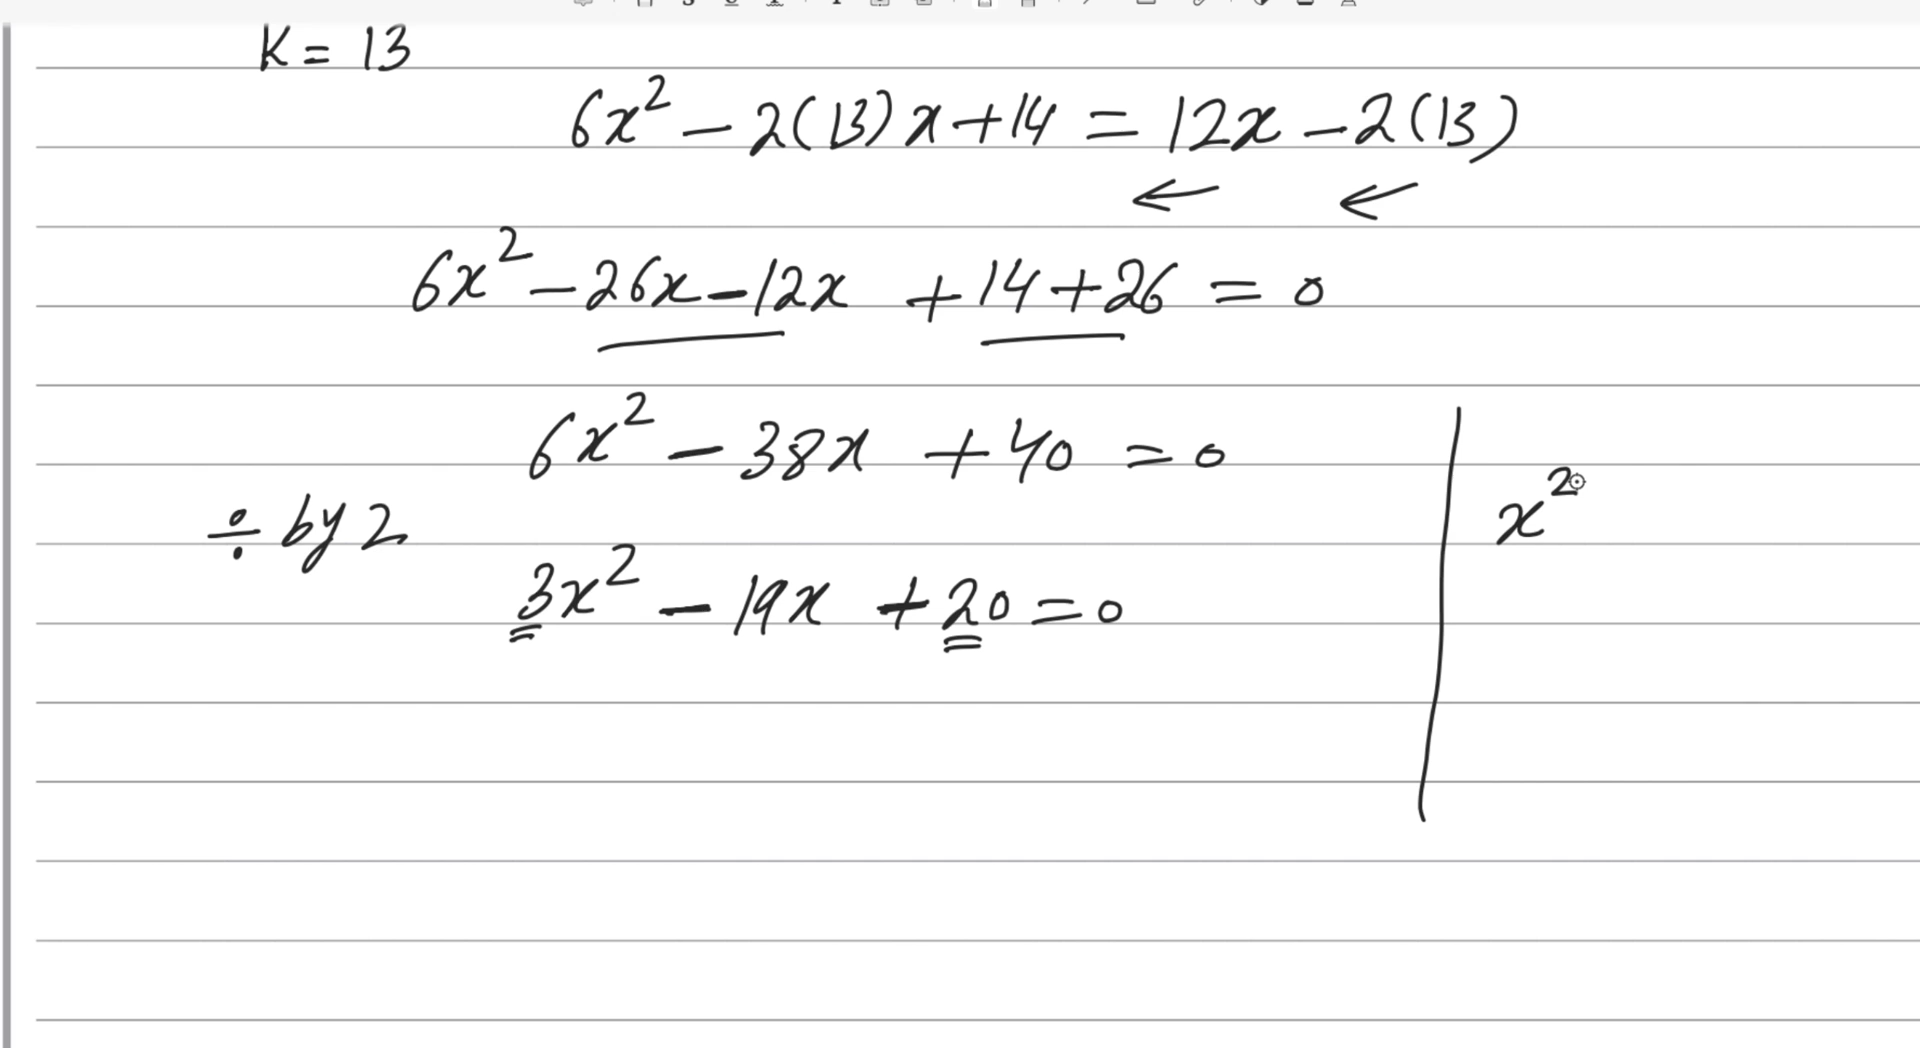 K = 13
6x² - 2(13)x + 14 = 12x - 2(13)
6x² - 26x - 12x + 14 + 26 = 0
6x² - 38x + 40 = 0
x²
÷ by 2
3x² - 19x + 20 = 0